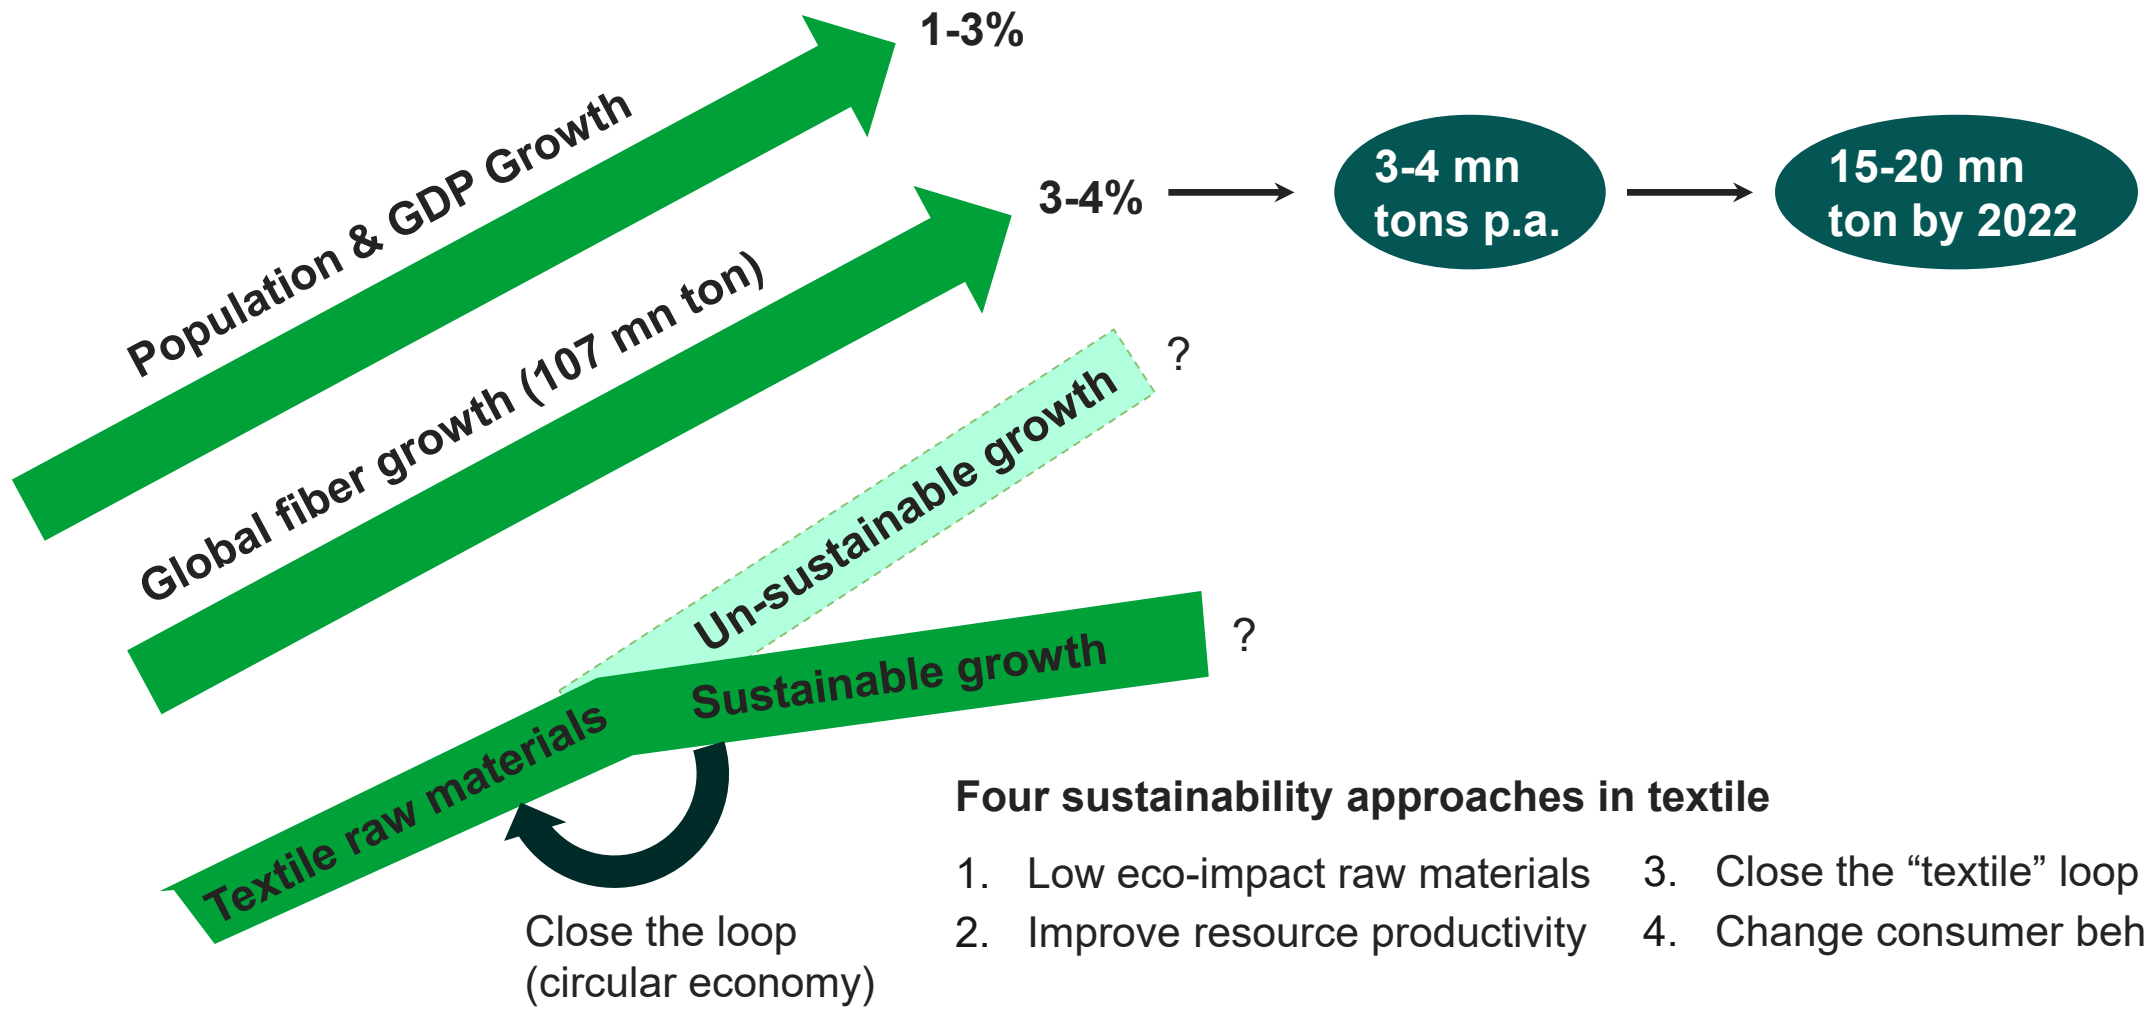 1-3%
Population & GDP Growth
3-4%
3-4 mn
tons p.a.
15-20 mn
ton by 2022
Global fiber growth (107 mn ton)
?
Un-sustainable growth
?
Sustainable growth
Textile raw materials
Close the loop
(circular economy)
Four sustainability approaches in textile
1. Low eco-impact raw materials
2. Improve resource productivity
3. Close the “textile” loop
4. Change consumer beh